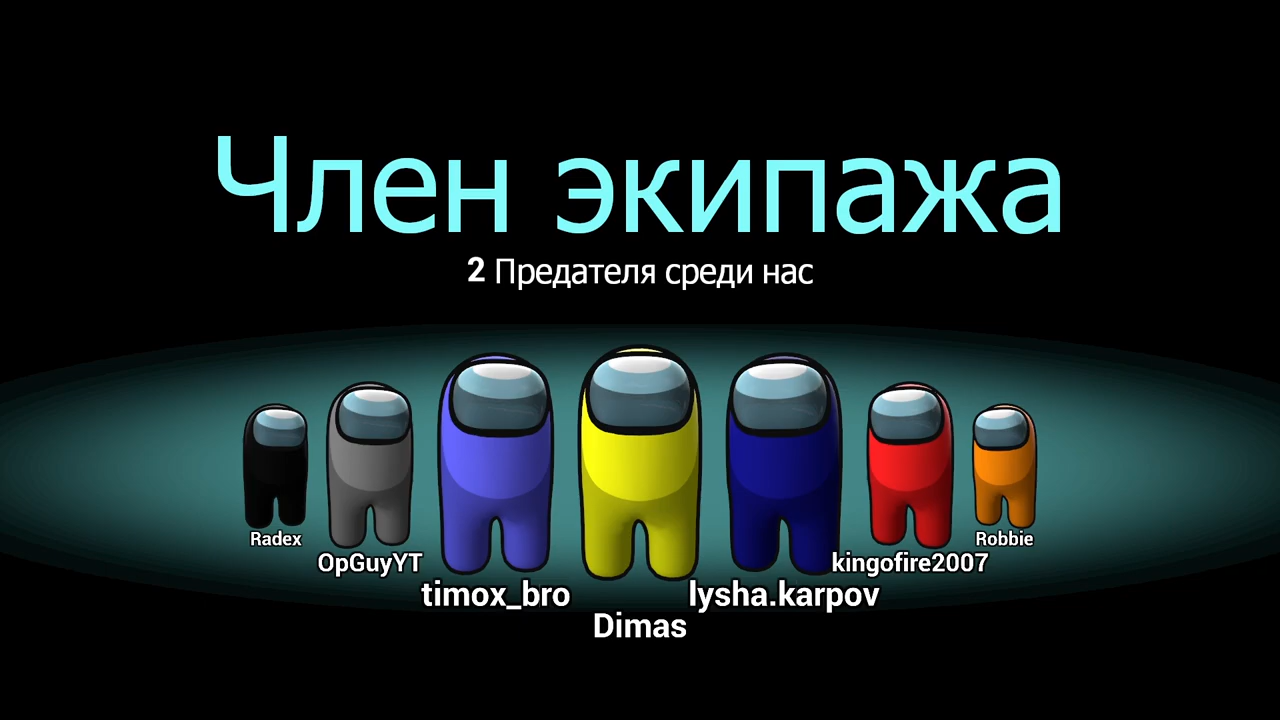 Член экипажа
2 Предателя среди нас
Radex
Robbie
OpGuyYT
kingofire2007
timox_bro
lysha.karpov
Dimas